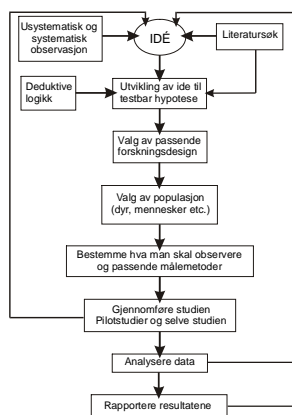 Usystematisk og
systematisk
observasjon
IDÉ
Literatursøk
Deduktive
logikk
Utvikling av ide til
testbar hypotese
Valg av passende
forskningsdesign
Valg av populasjon
(dyr, mennesker etc.)
Bestemme hva man skal observere
og passende målemetoder
Gjennomføre studien
Pilotstudier og selve studien
Analysere data
Rapportere resultatene